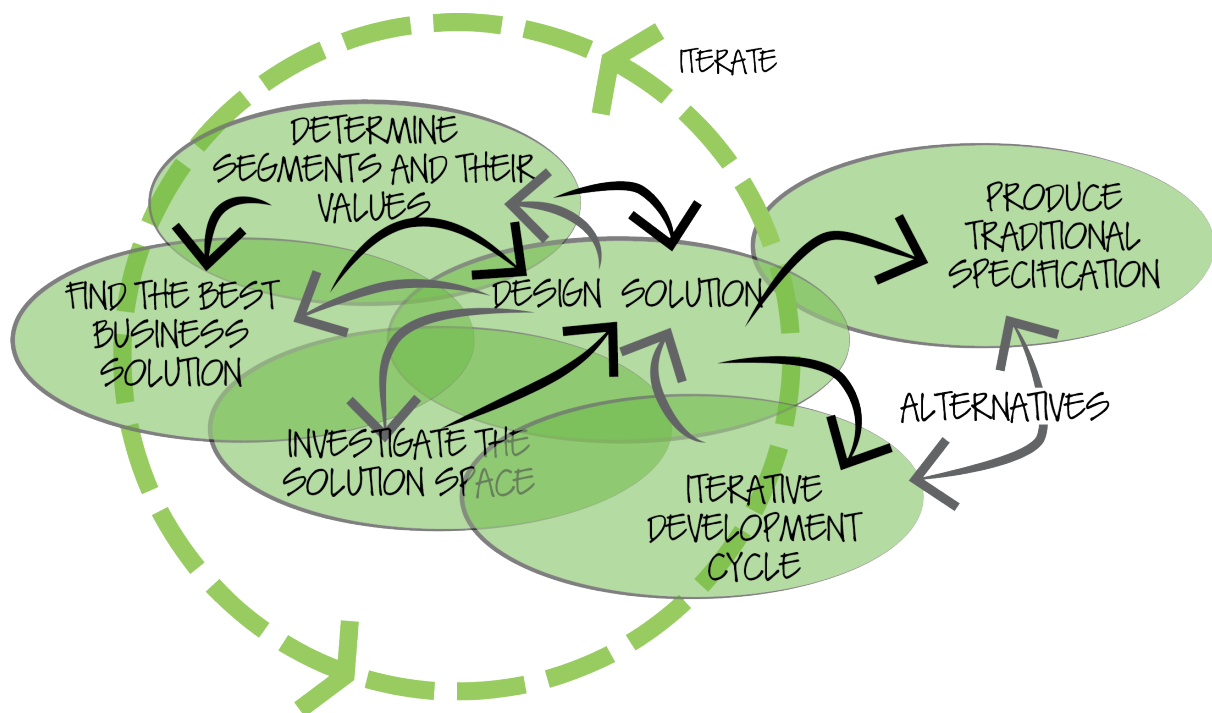 ITERATE
DETERMINE
SEGMENTS AND THEIR
VALUES
PRODUCE
TRADITIONAL
SPECIFICATION
FIND THE BEST
BUSINESS
SOLUTION
DESIGN SOLUTION
ALTERNATIVES
INVESTIGATE THE
SOLUTION SPACE
ITERATIVE
DEVELOPMENT
CYCLE